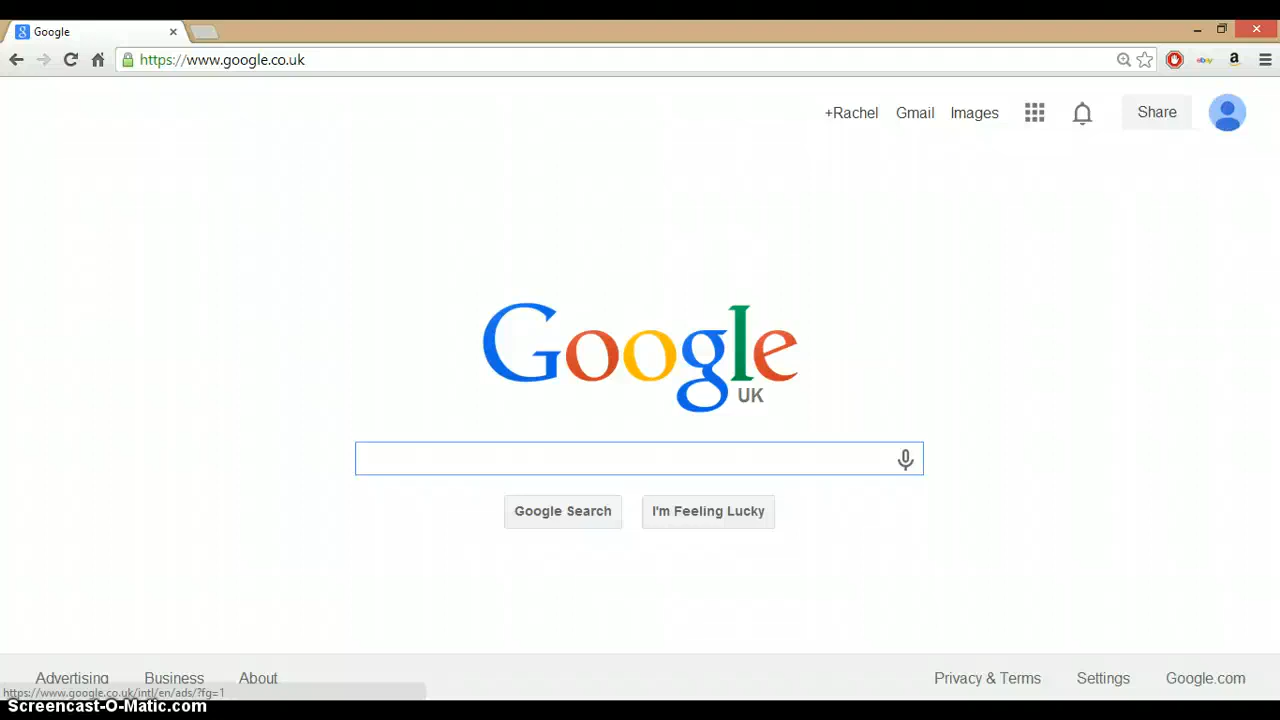 Google
https://www.google.co.uk
ebay
a
+Rachel Gmail Images Share
Google
UK
Google Search I'm Feeling Lucky
Advertising Business About Privacy & Terms Settings Google.com
https://www.google.co.uk/intl/en/ads/?fg=1
Screencast-O-Matic.com